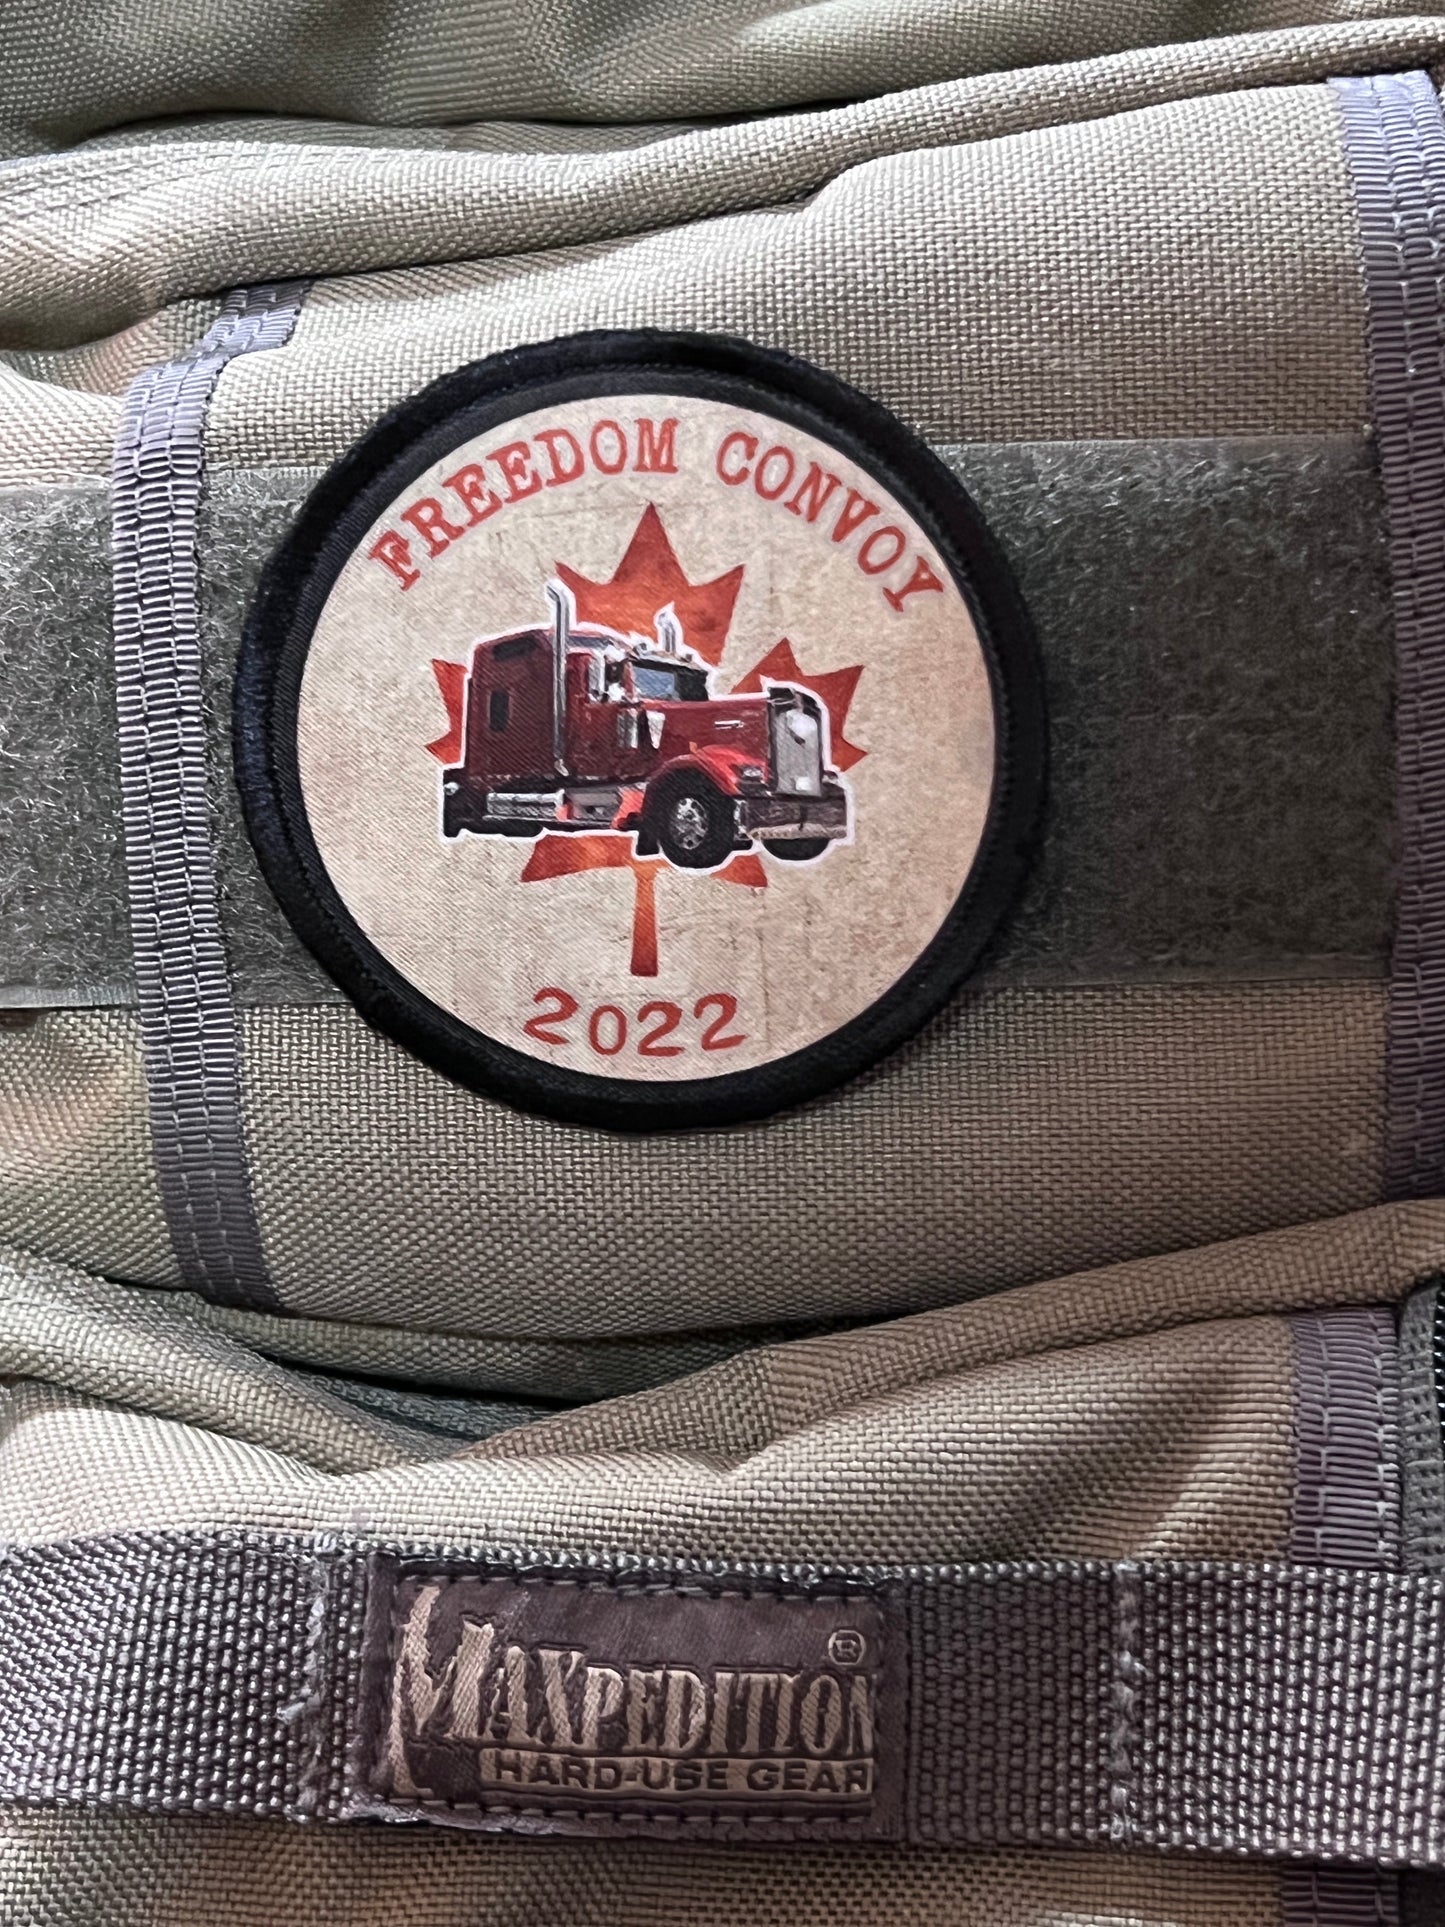 FREEDOM CONVOY
2022
MAXPEDITION®
HARD-USE GEAR